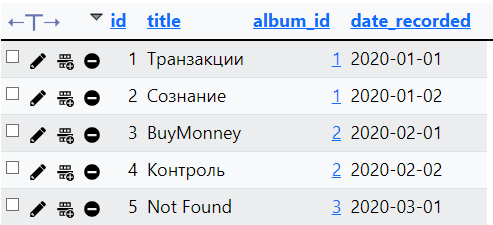 id title album_id date_recorded
1 Транзакции 1 2020-01-01
2 Сознание 1 2020-01-02
3 BuyMonney 2 2020-02-01
4 Контроль 2 2020-02-02
5 Not Found 3 2020-03-01